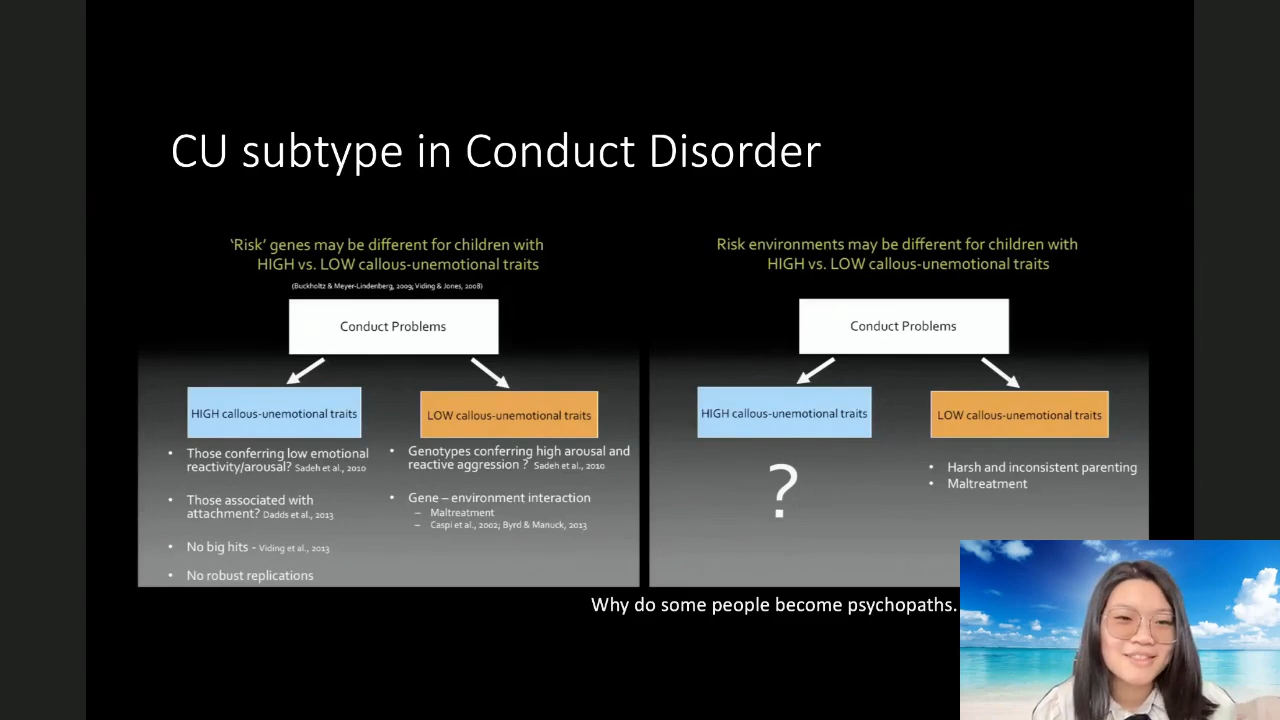 CU subtype in Conduct Disorder
‘Risk’ genes may be different for children with
HIGH vs. LOW callous-unemotional traits
(Buckholtz & Meyer-Lindenberg, 2009; Viding & Jones, 2008)
Conduct Problems
HIGH callous-unemotional traits
LOW callous-unemotional traits
• Those conferring low emotional
reactivity/arousal? Sadeh et al., 2010
• Those associated with
attachment? Dadds et al., 2013
• No big hits - Viding et al., 2013
• No robust replications
• Genotypes conferring high arousal and
reactive aggression ? Sadeh et al., 2010
• Gene – environment interaction
– Maltreatment
– Caspi et al., 2002; Byrd & Manuck, 2013
Risk environments may be different for children with
HIGH vs. LOW callous-unemotional traits
Conduct Problems
HIGH callous-unemotional traits
LOW callous-unemotional traits
?
• Harsh and inconsistent parenting
• Maltreatment
Why do some people become psychopaths.